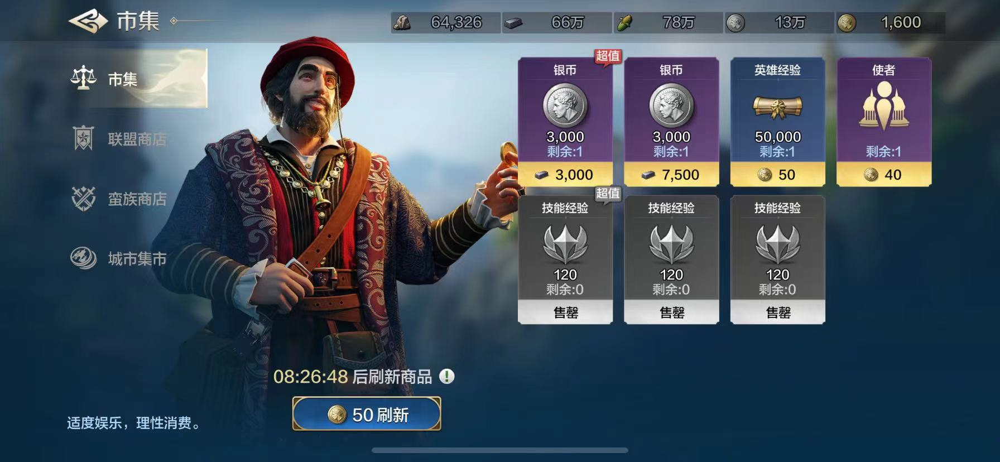 市集
64,326
66万
78万
13万
1,600
市集
联盟商店
蛮族商店
城市集市
超值
银币
3,000
剩余:1
3,000
银币
3,000
剩余:1
7,500
英雄经验
50,000
剩余:1
50
使者
剩余:1
40
超值
技能经验
120
剩余:0
售罄
技能经验
120
剩余:0
售罄
技能经验
120
剩余:0
售罄
08:26:48 后刷新商品
50 刷新
适度娱乐，理性消费。